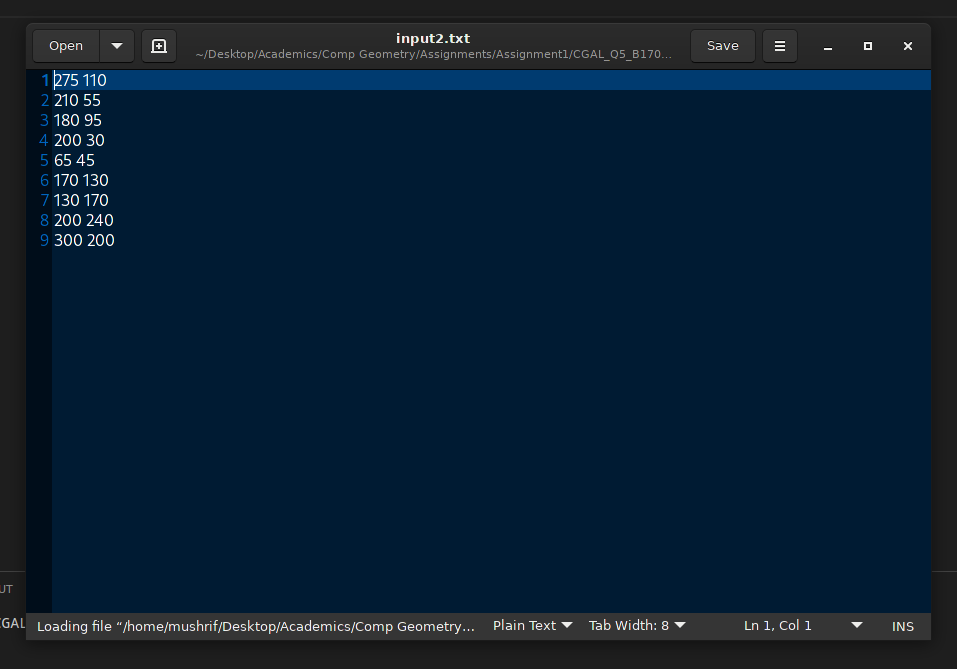 Open
input2.txt
~/Desktop/Academics/Comp Geometry/Assignments/Assignment1/CGAL_Q5_B170...
Save
1 275 110
2 210 55
3 180 95
4 200 30
5 65 45
6 170 130
7 130 170
8 200 240
9 300 200
UT
CGAL
Loading file “/home/mushrif/Desktop/Academics/Comp Geometry... Plain Text Tab Width: 8 Ln 1, Col 1 INS